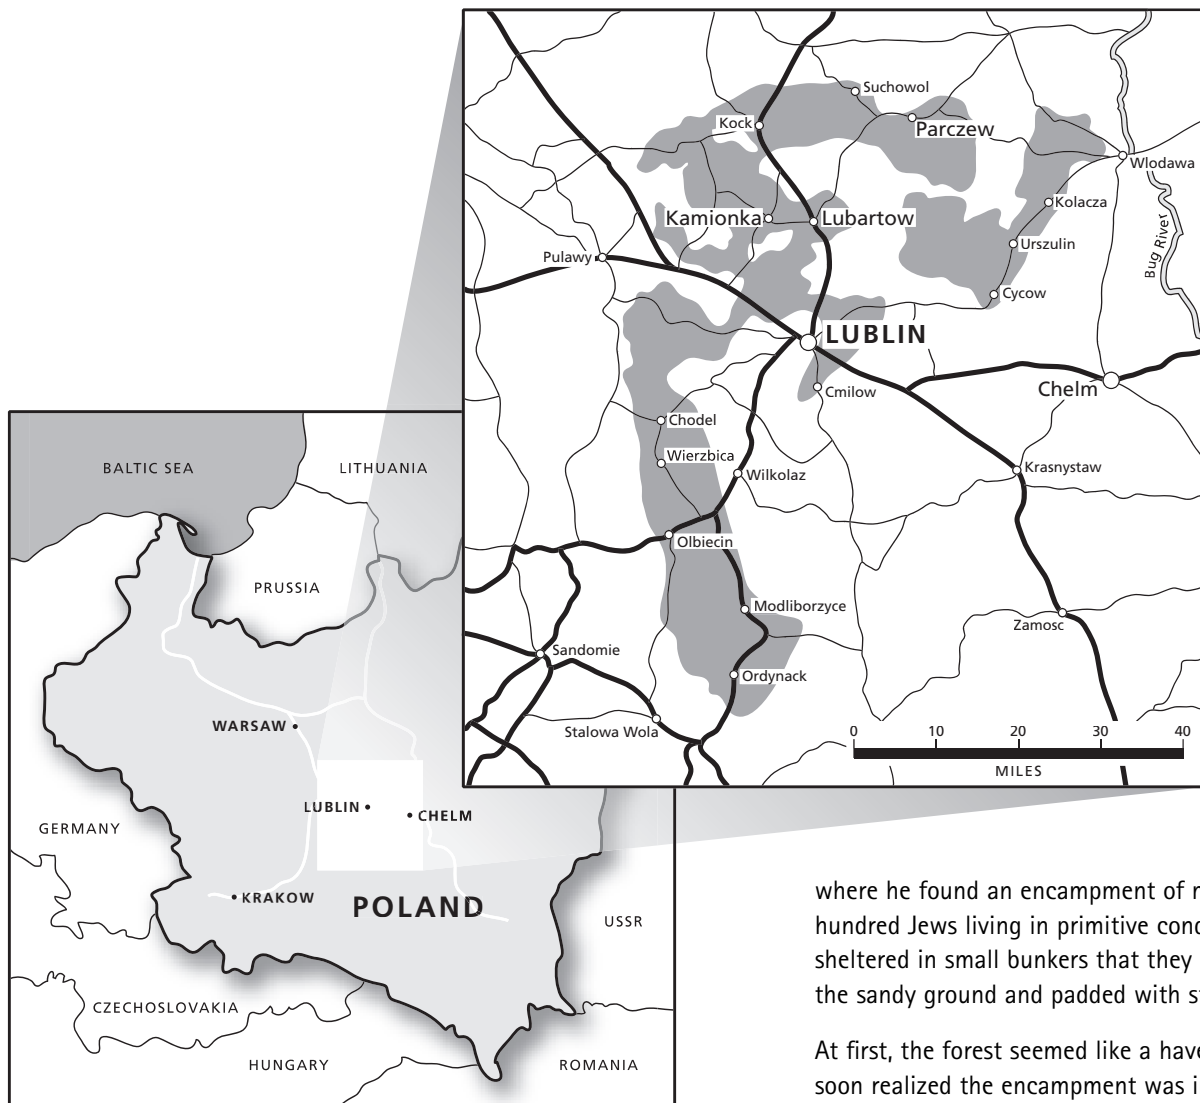 Suchowol
Kock
Parczew
Wlodawa
Kolacza
Kamionka
Lubartow
Urszulin
Bug River
Pulawy
Cycow
LUBLIN
Chelm
Cmilow
Chodel
Wierzbica
Krasnystaw
Wilkolaz
Olbiecin
Modliborzyce
Zamosc
Sandomie
Ordynack
Stalowa Wola
0 10 20 30 40
MILES
BALTIC SEA
LITHUANIA
PRUSSIA
WARSAW
LUBLIN
CHELM
GERMANY
KRAKOW
POLAND
USSR
CZECHOSLOVAKIA
HUNGARY
ROMANIA
where he found an encampment of
hundred Jews living in primitive
sheltered in small bunkers that they
the sandy ground and padded with
At first, the forest seemed like a
soon realized the encampment was